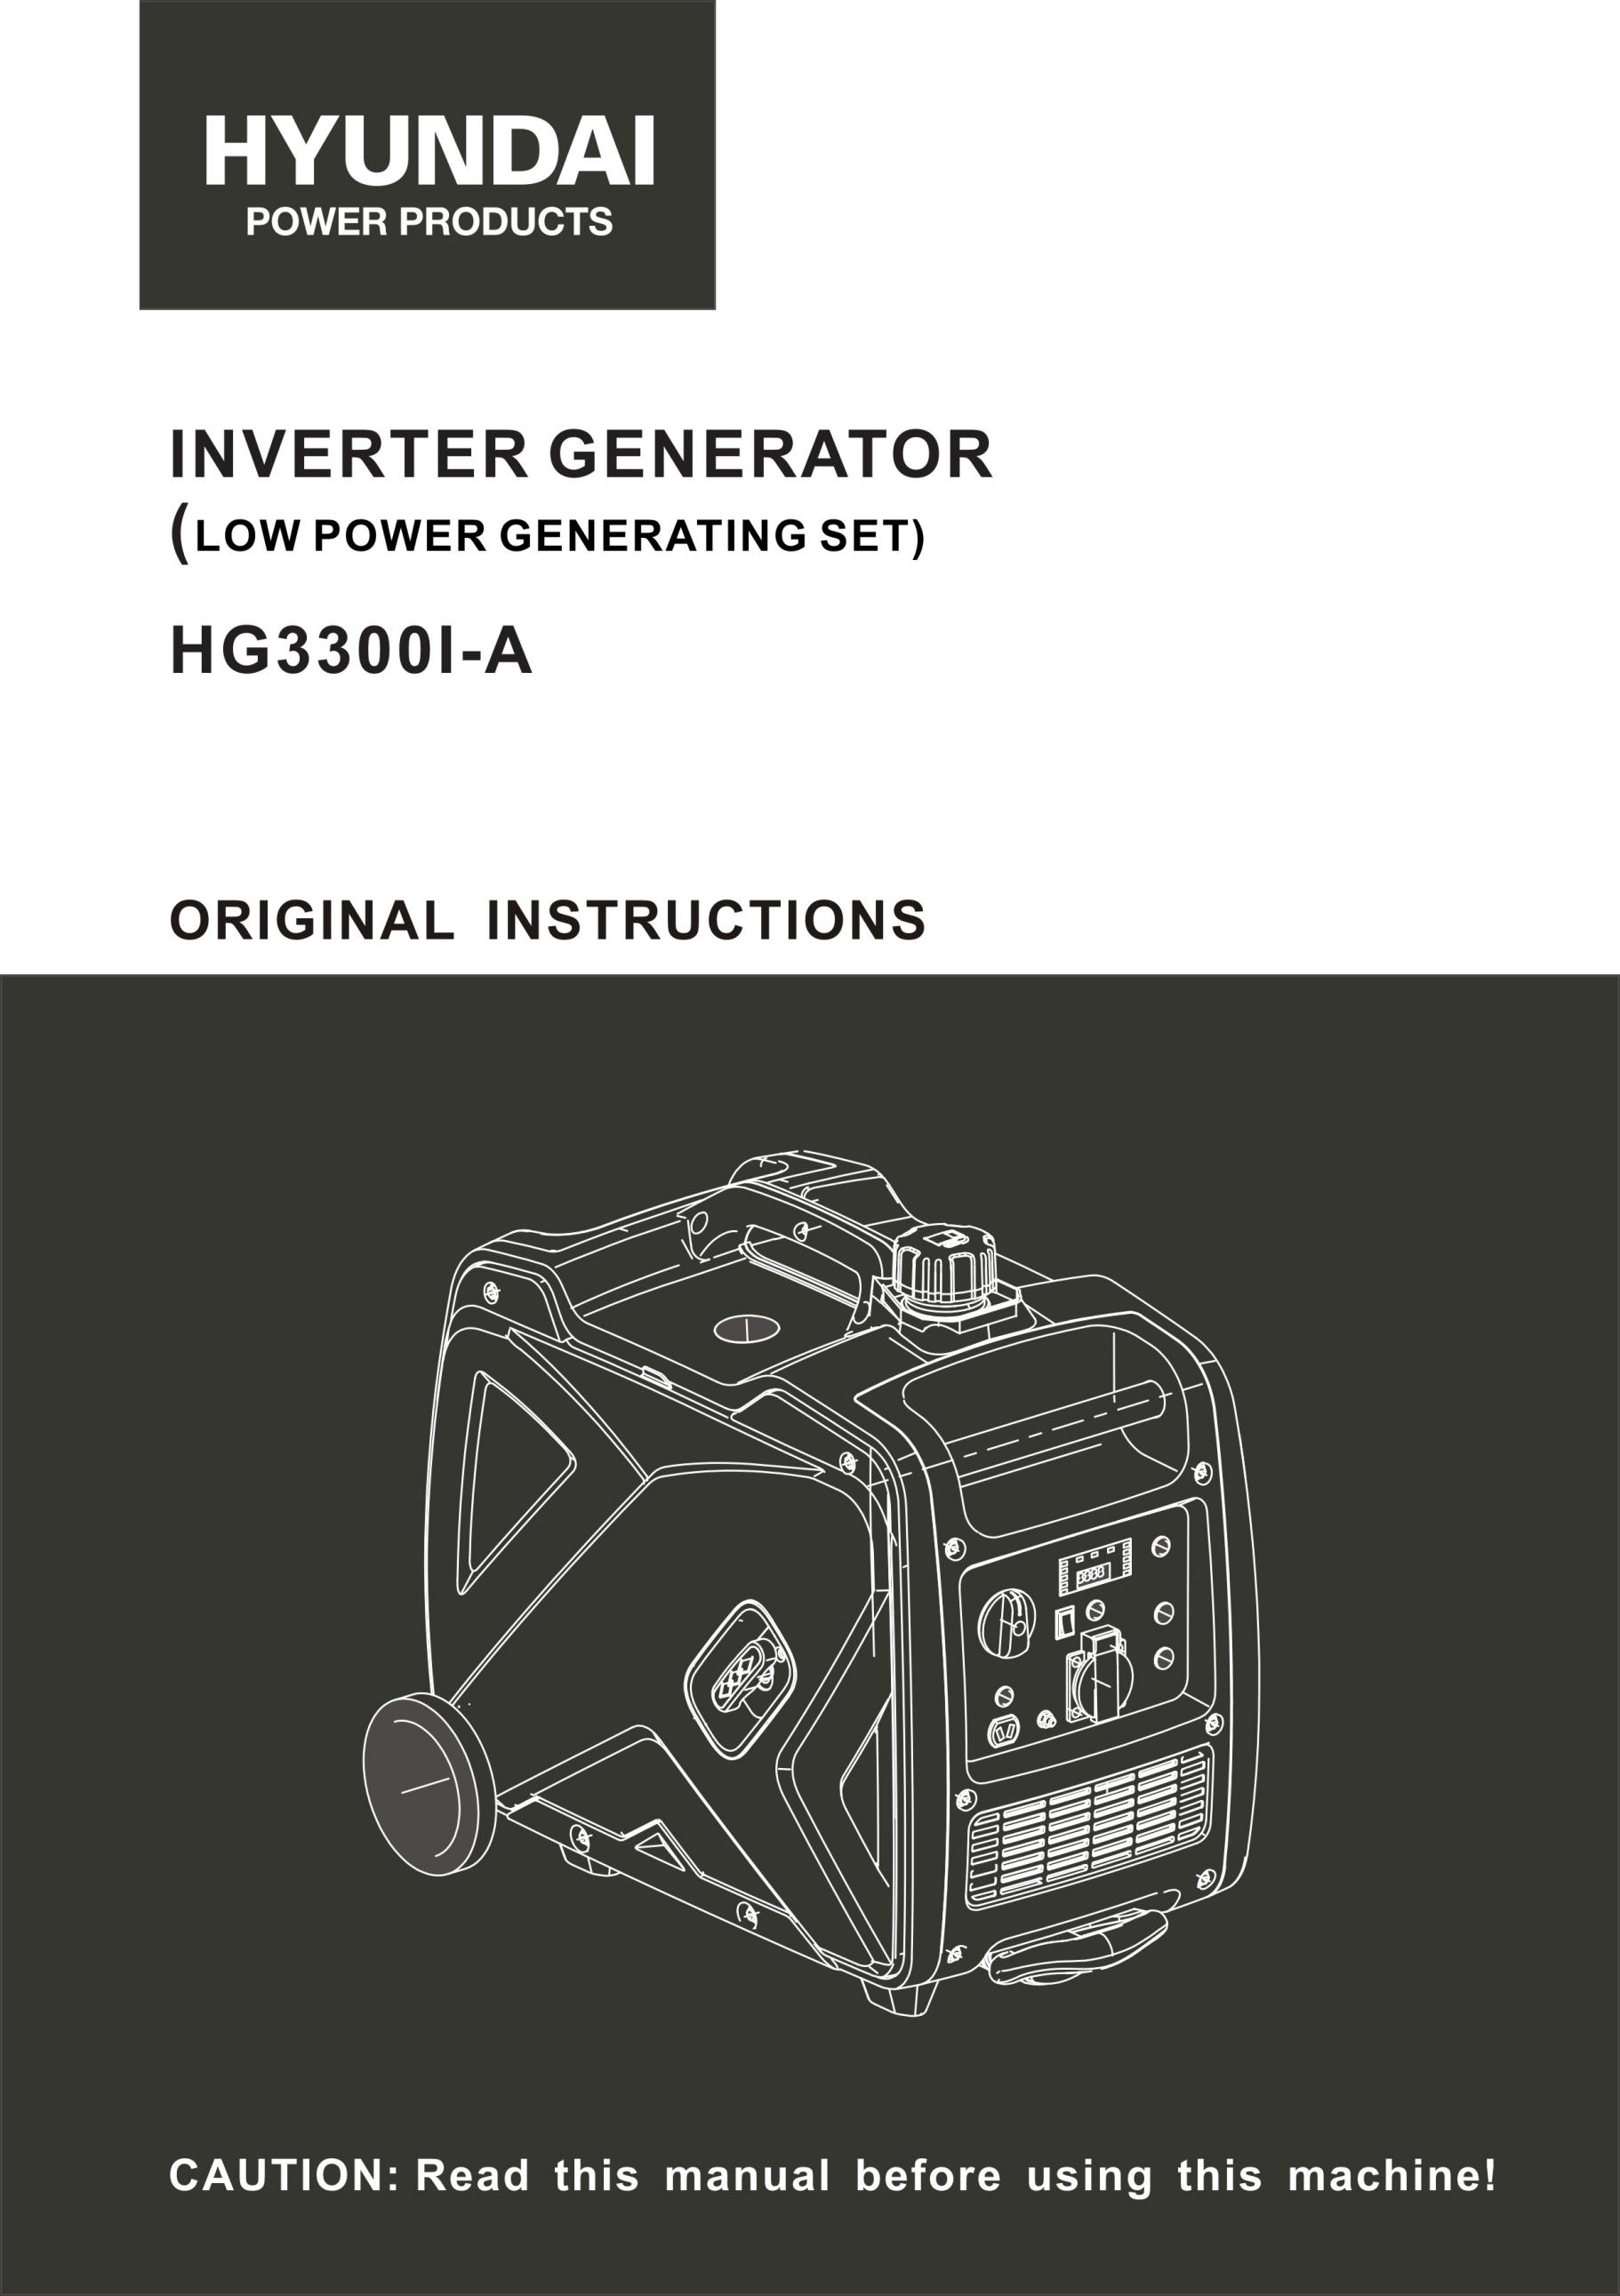 HYUNDAI
POWER PRODUCTS
INVERTER GENERATOR
(LOW POWER GENERATING SET)
HG3300I-A
ORIGINAL INSTRUCTIONS
CAUTION: Read this manual before using this machine!